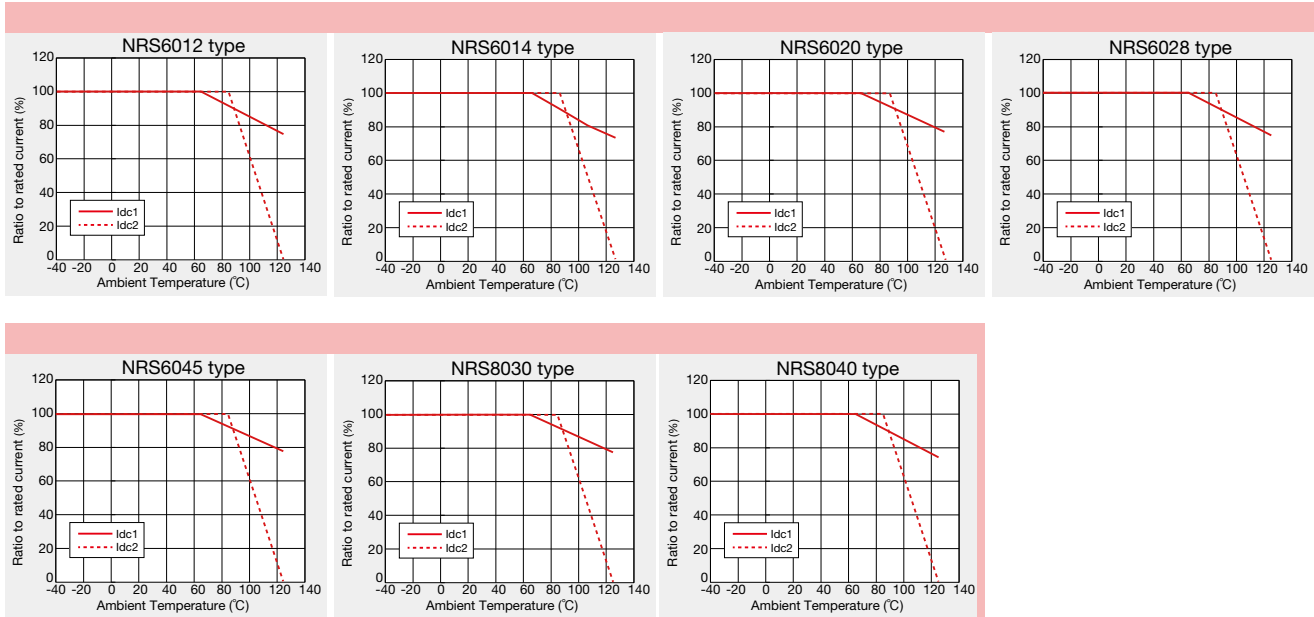 NRS6012 type
Ratio to rated current (%)
120
100
80
60
40
20
0
Idc1
Idc2
-40 -20 0 20 40 60 80 100 120 140
Ambient Temperature (℃)
NRS6014 type
Ratio to rated current (%)
120
100
80
60
40
20
0
Idc1
Idc2
-40 -20 0 20 40 60 80 100 120 140
Ambient Temperature (℃)
NRS6020 type
Ratio to rated current (%)
120
100
80
60
40
20
0
Idc1
Idc2
-40 -20 0 20 40 60 80 100 120 140
Ambient Temperature (℃)
NRS6028 type
Ratio to rated current (%)
120
100
80
60
40
20
0
Idc1
Idc2
-40 -20 0 20 40 60 80 100 120 140
Ambient Temperature (℃)
NRS6045 type
Ratio to rated current (%)
120
100
80
60
40
20
0
Idc1
Idc2
-40 -20 0 20 40 60 80 100 120 140
Ambient Temperature (℃)
NRS8030 type
Ratio to rated current (%)
120
100
80
60
40
20
0
Idc1
Idc2
-40 -20 0 20 40 60 80 100 120 140
Ambient Temperature (℃)
NRS8040 type
Ratio to rated current (%)
120
100
80
60
40
20
0
Idc1
Idc2
-40 -20 0 20 40 60 80 100 120 140
Ambient Temperature (℃)